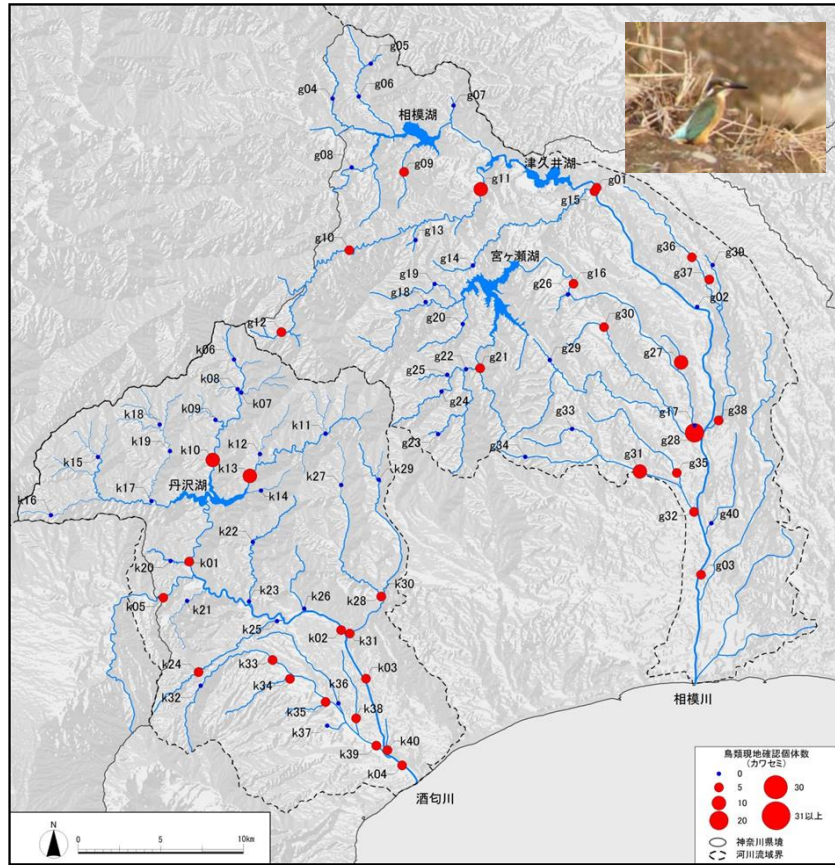 g05
g04
g06
g07
相模湖
津久井湖
g08
g09
g11
g01
g15
g10
g13
g36
g39
g14
宮ヶ瀬湖
g37
g19
g16
g26
g02
g18
g20
g30
g12
k06
g29
g27
g22
g21
g25
k08
k07
g24
k18
k09
k11
g33
g17
g38
g28
g23
k19
k10
k12
g34
k15
k13
g31
g35
k27
k29
丹沢湖
k14
k16
k17
g32
g40
k22
k20
k01
g03
k05
k21
k23
k26
k28
k30
k25
k02
k31
k24
k33
k03
k32
k34
k36
k35
k38
k37
相模川
k39
k40
k04
酒匂川
鳥類現地確認個体数
(カワセミ)
0
5
10
20
30
31以上
神奈川県境
河川流域界
N
0 5 10km